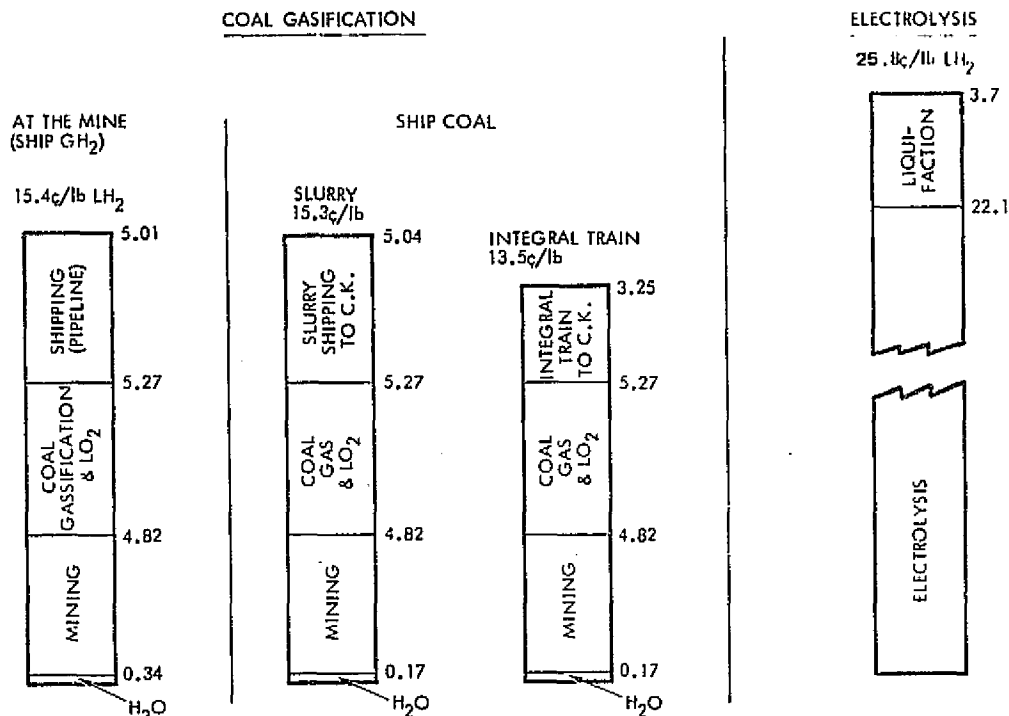 COAL GASIFICATION
ELECTROLYSIS
25.8¢/lb LH2
3.7
LIQUI-
FACTION
22.1
ELECTROLYSIS
AT THE MINE
(SHIP GH2)
15.4¢/lb LH2
5.01
SHIPPING
(PIPELINE)
5.27
COAL
GASSIFICATION
& LO2
4.82
MINING
0.34
H2O
SHIP COAL
SLURRY
15.3¢/lb
5.04
SLURRY
SHIPPING
TO C.K.
5.27
COAL
GAS
& LO2
4.82
MINING
0.17
H2O
INTEGRAL TRAIN
13.5¢/lb
3.25
INTEGRAL
TRAIN
TO C.K.
5.27
COAL
GAS
& LO2
4.82
MINING
0.17
H2O